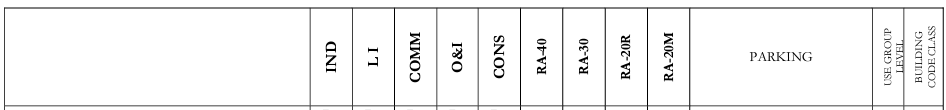 IND
L I
COMM
O&I
CONS
RA-40
RA-30
RA-20R
RA-20M
PARKING
USE GROUP
LEVEL
BUILDING
CODE CLASS